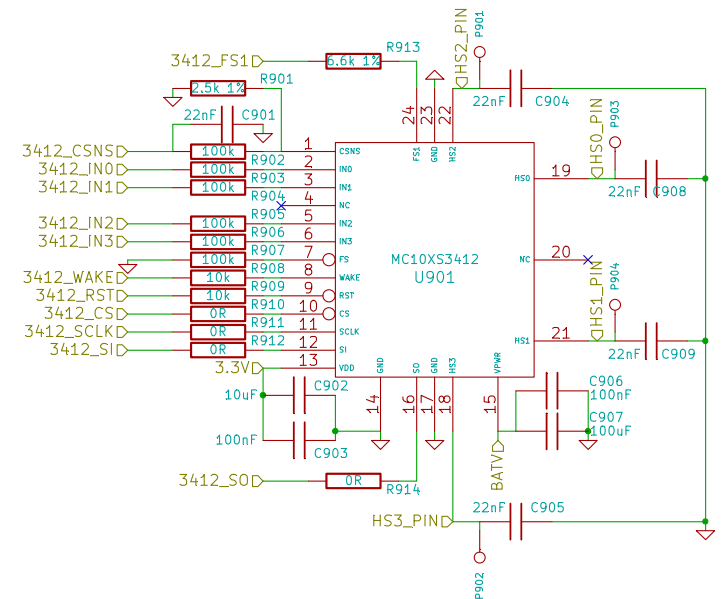 HS2_PIN
P901
3412_FS1
6.6k 1%
R913
2.5k 1%
R901
22nF
C901
24
23
22
FS1
GND
HS2
22nF
C904
HS0_PIN
P903
19
HS0
22nF
C908
3412_CSNS
100k
1
CSNS
R902
3412_IN0
100k
2
IN0
R903
3412_IN1
100k
3
IN1
R904
4
NC
R905
3412_IN2
100k
5
IN2
R906
3412_IN3
100k
6
IN3
R907
100k
7
FS
R908
3412_WAKE
10k
8
WAKE
R909
3412_RST
10k
9
RST
R910
3412_CS
0R
10
CS
R911
3412_SCLK
0R
11
SCLK
R912
3412_SI
0R
12
SI
3.3V
13
VDD
MC10XS3412
U901
20
NC
HS1_PIN
P904
21
HS1
22nF
C909
GND
SO
GND
HS3
VPWR
14
16
17
18
15
10uF
C902
100nF
C903
C906
100nF
C907
100uF
BATV
3412_SO
0R
R914
HS3_PIN
22nF
C905
P902